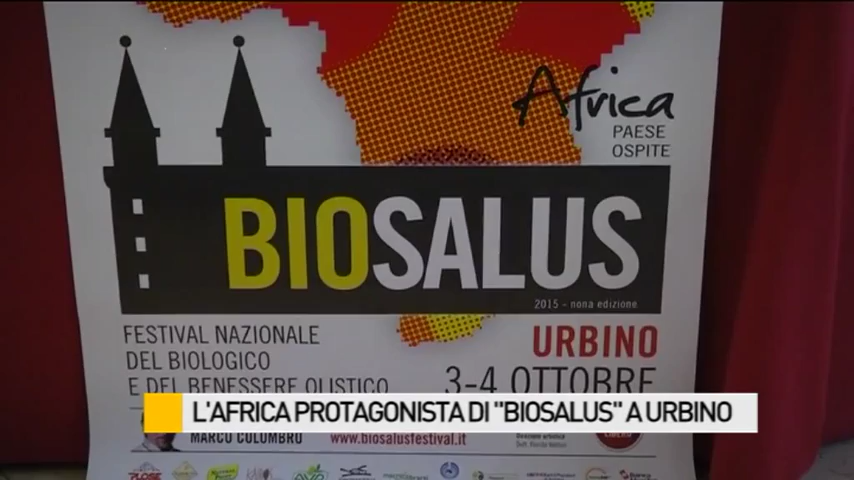 Africa
PAESE
OSPITE
BIOSALUS
2015 - nona edizione
FESTIVAL NAZIONALE
DEL BIOLOGICO
E DEL BENESSERE OLISTICO
URBINO
3-4 OTTOBRE
L'AFRICA PROTAGONISTA DI "BIOSALUS" A URBINO
MARCO COLUMBRO
www.biosalusfestival.it